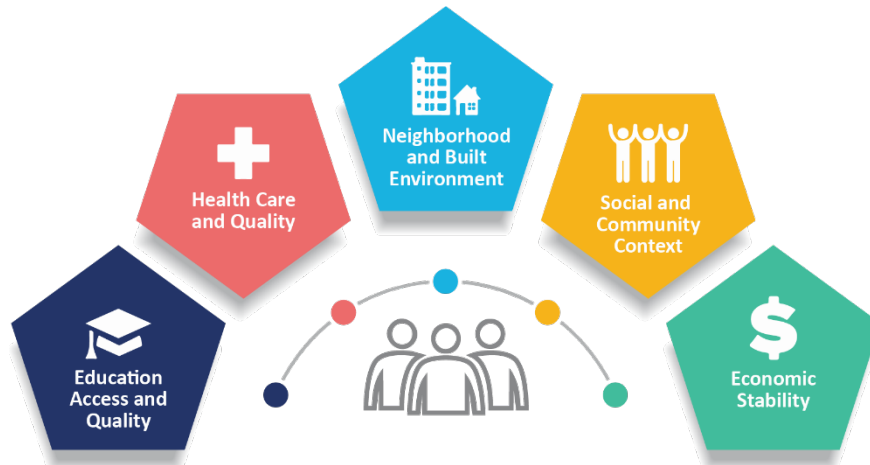 Education
Access and
Quality
Health Care
and Quality
Neighborhood
and Built
Environment
Social and
Community
Context
$
Economic
Stability